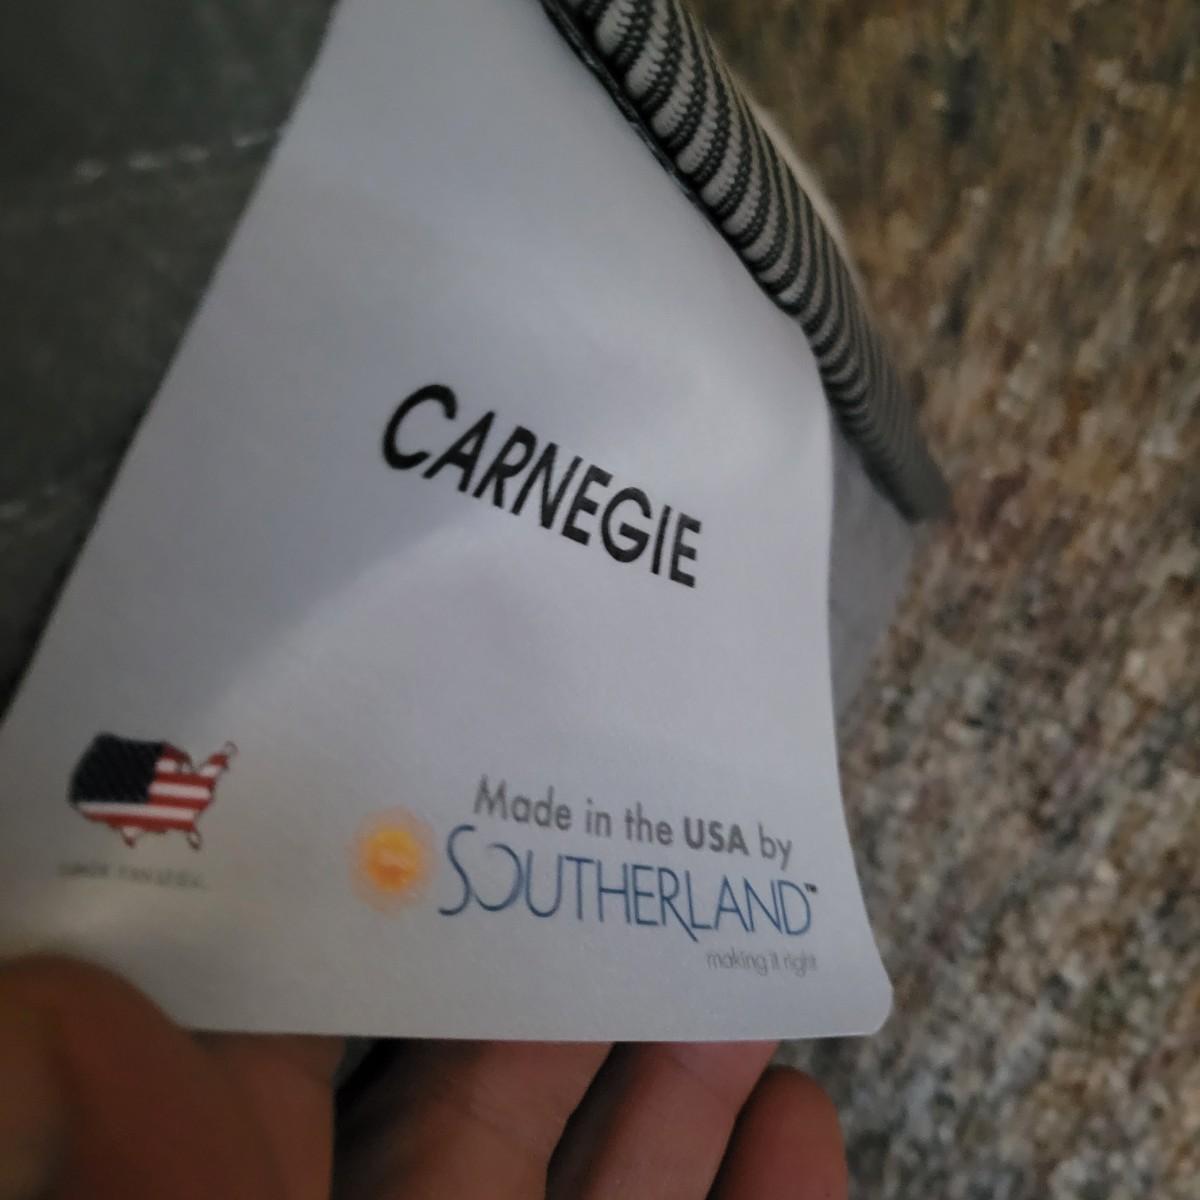 CARNEGIE
Made in the USA by
SOUTHERLAND™
making it right